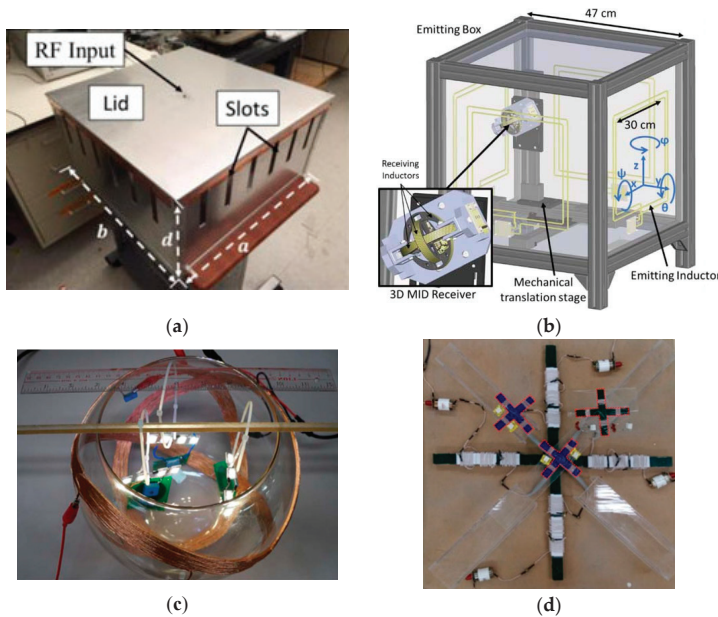 RF Input
Lid
Slots
b
d
a
(a)
Emitting Box
47 cm
30 cm
φ
z
ψ
x
y
θ
Receiving
Inductors
3D MID Receiver
Mechanical
translation stage
Emitting Inductor
(b)
(c)
(d)